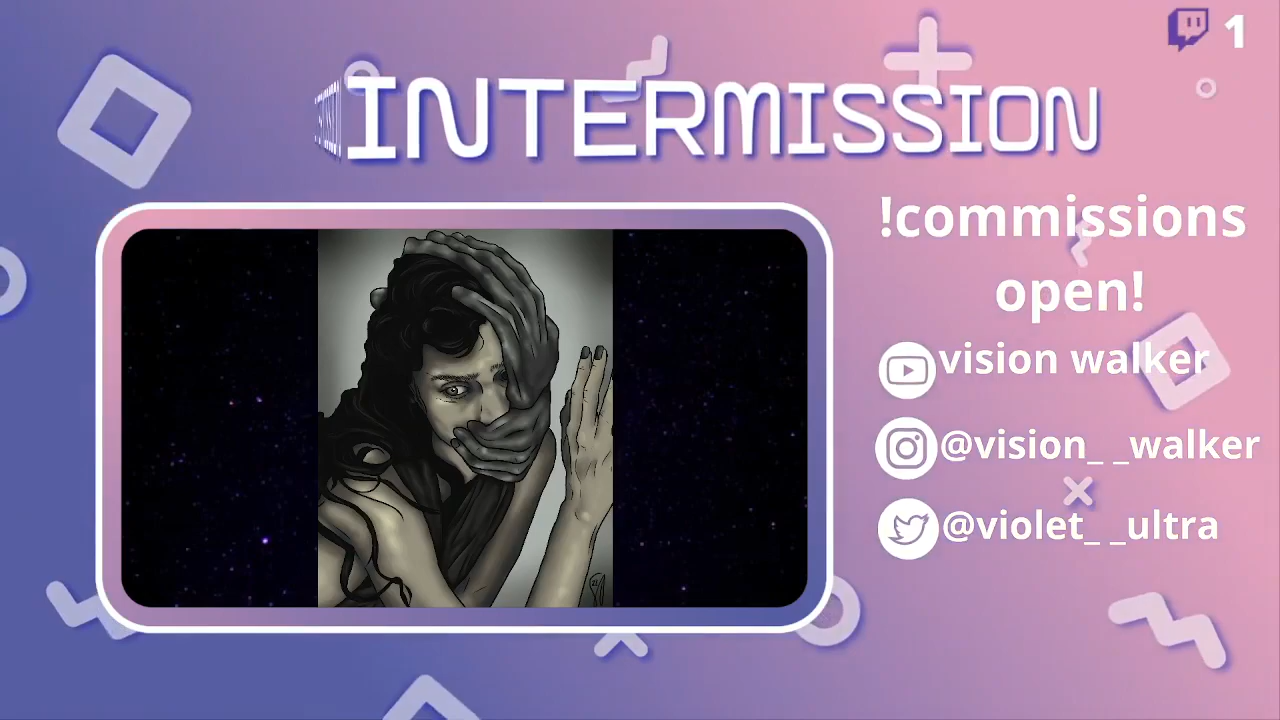 1
INTERMISSION
!commissions
open!
vision walker
@vision_ _walker
@violet_ _ultra